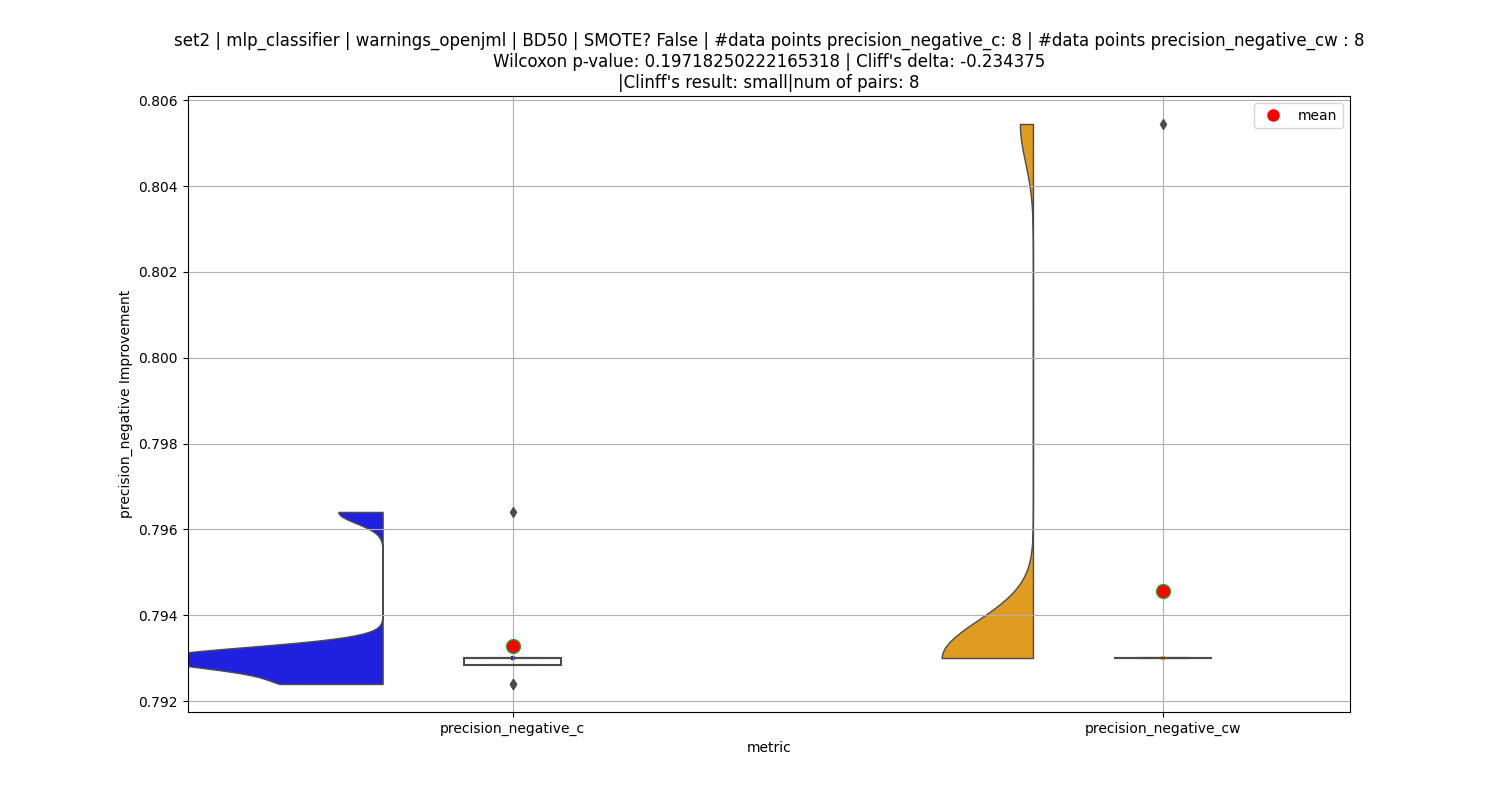 set2 | mlp_classifier | warnings_openjml | BD50 | SMOTE? False | #data points precision_negative_c: 8 | #data points precision_negative_cw : 8
Wilcoxon p-value: 0.19718250222165318 | Cliff's delta: -0.234375
|Clinff's result: small|num of pairs: 8
mean
0.806
0.804
0.802
0.800
0.798
0.796
0.794
0.792
precision_negative Improvement
precision_negative_c
precision_negative_cw
metric